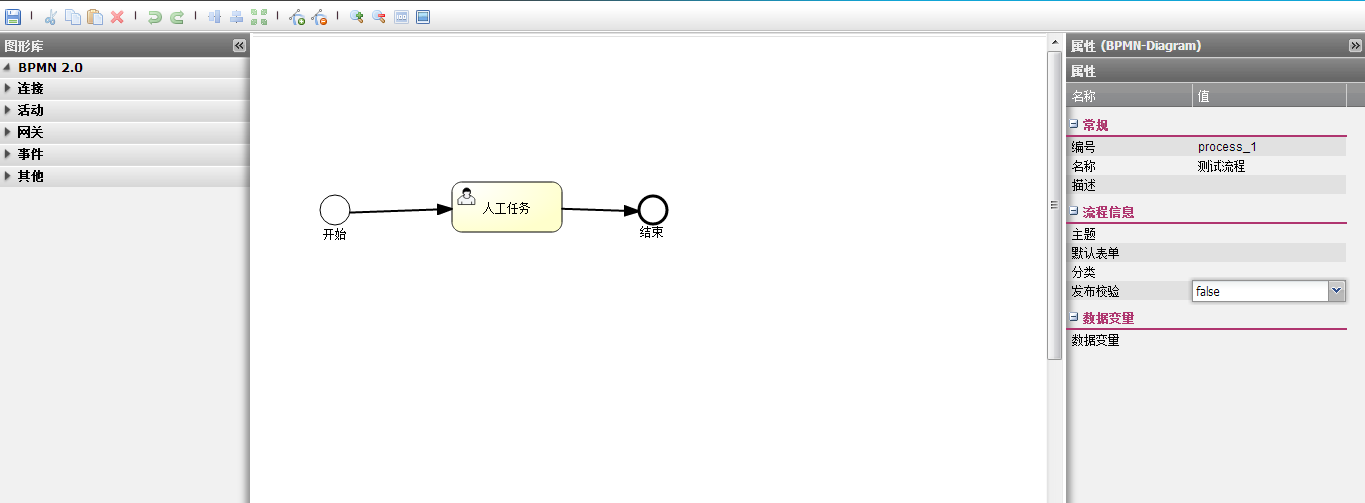 图形库
BPMN 2.0
连接
活动
网关
事件
其他
开始
人工任务
结束
属性 (BPMN-Diagram)
属性
名称 值
常规
编号 process_1
名称 测试流程
描述
流程信息
主题
默认表单
分类
发布校验 false
数据变量
数据变量